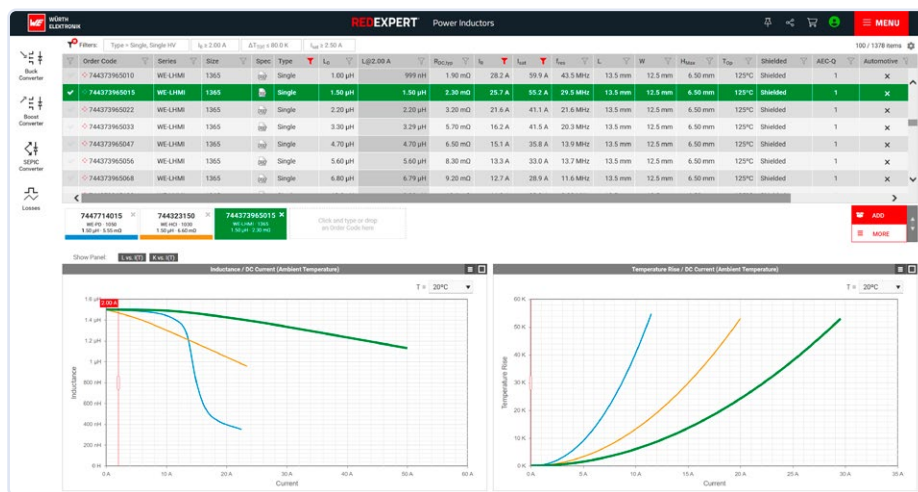 WÜRTH ELEKTRONIK REDEXPERT® Power Inductors 0 MENU
Filters: Type = Single, Single HV IR ≥ 2.00 A ΔTTOT ≤ 80.0 K Isat ≥ 2.50 A 100 / 1378 items
Order Code Series Size Spec Type L0 L@2.00 A RDC,typ IR Isat fres L W HMax TOp Shielded AEC-Q Automotive
744373965010 WE-LHMI 1365 Single 1.00 µH 999 nH 1.90 mΩ 28.2 A 59.9 A 43.5 MHz 13.5 mm 12.5 mm 6.50 mm 125°C Shielded 1
744373965015 WE-LHMI 1365 Single 1.50 µH 1.50 µH 2.30 mΩ 25.7 A 55.2 A 29.5 MHz 13.5 mm 12.5 mm 6.50 mm 125°C Shielded 1
744373965022 WE-LHMI 1365 Single 2.20 µH 2.20 µH 3.20 mΩ 21.6 A 41.1 A 21.6 MHz 13.5 mm 12.5 mm 6.50 mm 125°C Shielded 1
744373965033 WE-LHMI 1365 Single 3.30 µH 3.29 µH 5.70 mΩ 16.2 A 41.5 A 20.3 MHz 13.5 mm 12.5 mm 6.50 mm 125°C Shielded 1
744373965047 WE-LHMI 1365 Single 4.70 µH 4.70 µH 6.50 mΩ 15.1 A 35.8 A 13.9 MHz 13.5 mm 12.5 mm 6.50 mm 125°C Shielded 1
744373965056 WE-LHMI 1365 Single 5.60 µH 5.60 µH 8.30 mΩ 13.3 A 33.0 A 13.7 MHz 13.5 mm 12.5 mm 6.50 mm 125°C Shielded 1
744373965068 WE-LHMI 1365 Single 6.80 µH 6.79 µH 9.20 mΩ 12.7 A 28.9 A 11.6 MHz 13.5 mm 12.5 mm 6.50 mm 125°C Shielded 1
Buck
Converter
Boost
Converter
SEPIC
Converter
Losses
7447714015 744323150 744373965015 Click and type or drop ADD
WE-PD · 1050 WE-HCI · 1030 WE-LHMI · 1365 an Order Code here
1.50 µH · 5.55 mΩ 1.50 µH · 6.60 mΩ 1.50 µH · 2.30 mΩ MORE
Show Panel: L vs. I(T) K vs. I(T)
Inductance / DC Current (Ambient Temperature)
T = 20°C
2.00 A
1.6 µH
1.4 µH
1.2 µH
1 µH
800 nH
600 nH
400 nH
200 nH
0 H
Inductance
0 A 10 A 20 A 30 A 40 A 50 A 60 A
Current
Temperature Rise / DC Current (Ambient Temperature)
T = 20°C
60 K
50 K
40 K
30 K
20 K
10 K
0 K
Temperature Rise
0 A 5 A 10 A 15 A 20 A 25 A 30 A 35 A
Current